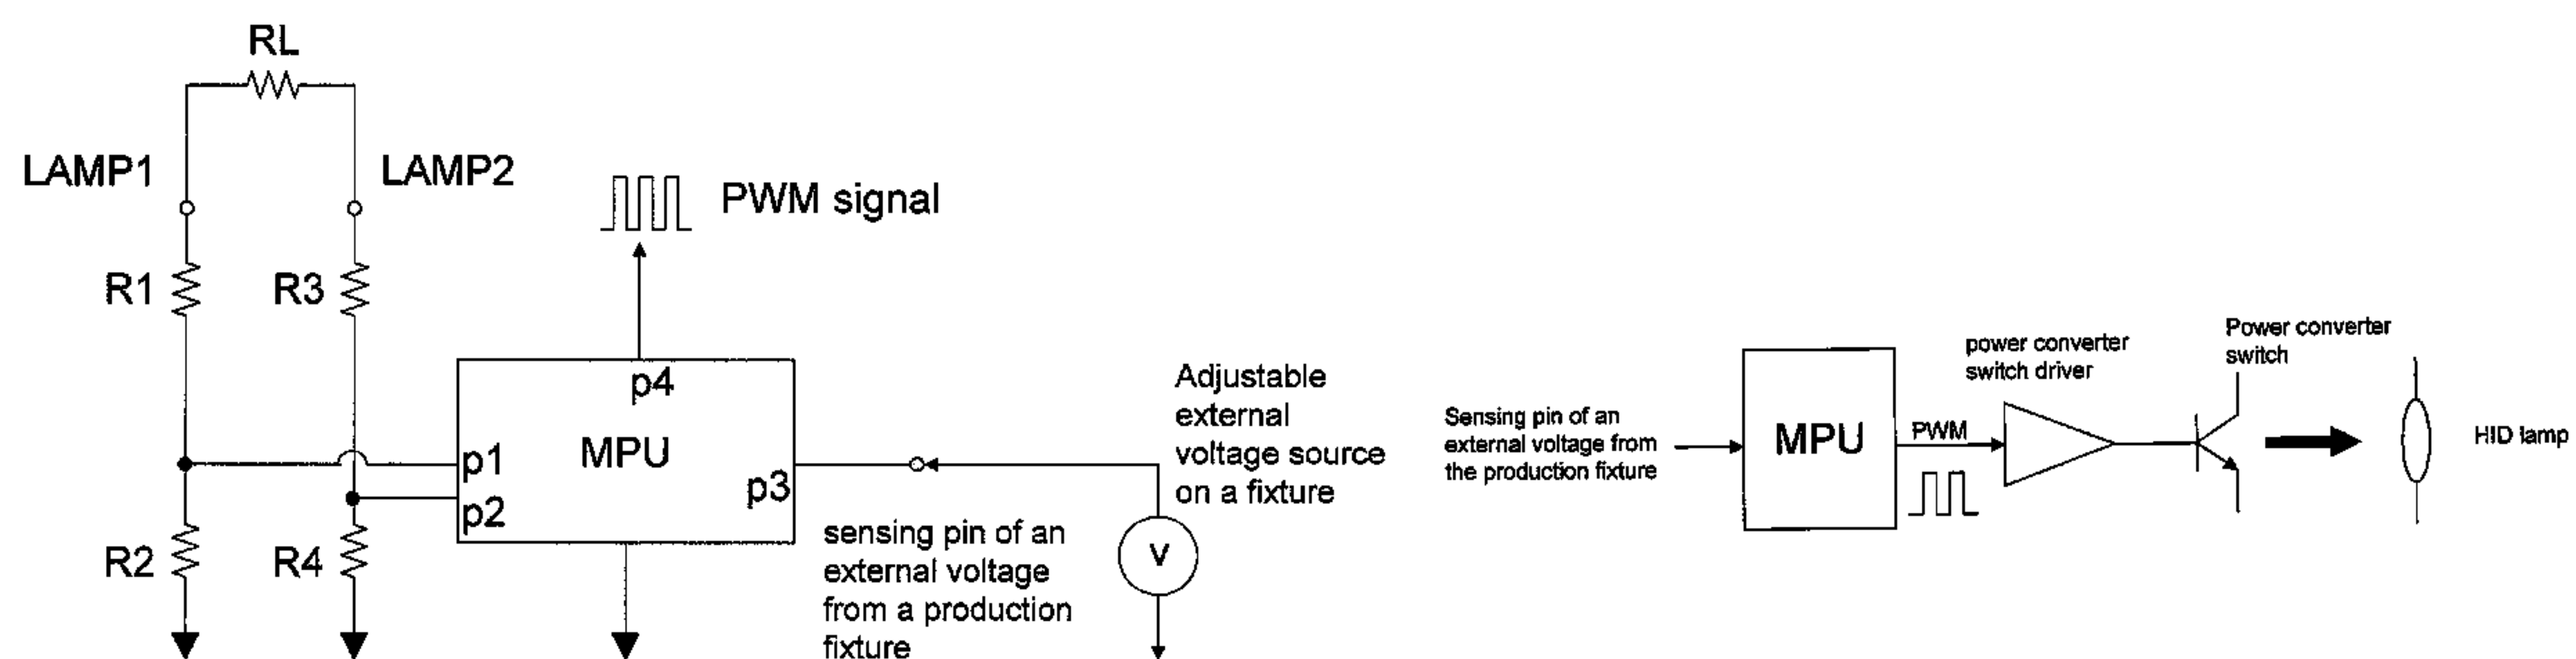 RL
LAMP1
LAMP2
PWM signal
R1
R3
p4
MPU
p1
p2
p3
R2
R4
sensing pin of an
external voltage
from a production
fixture
Adjustable
external
voltage source
on a fixture
V
Sensing pin of an
external voltage from
the production fixture
MPU
PWM
power converter
switch driver
Power converter
switch
HID lamp